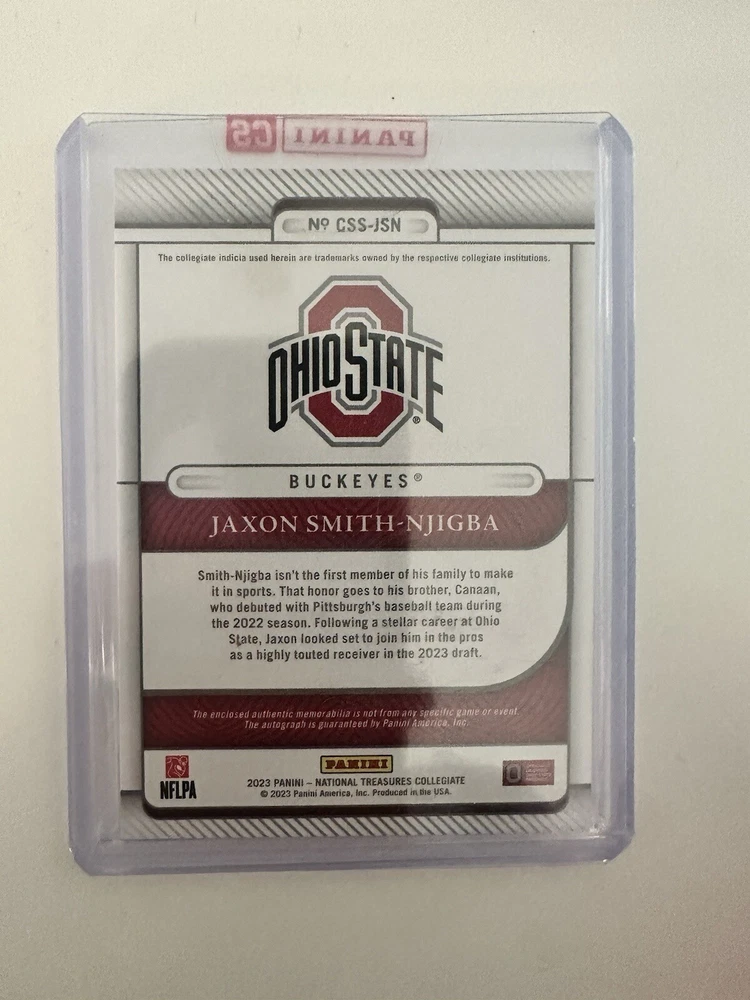 PANINI CS
Nº CSS-JSN
The collegiate indicia used herein are trademarks owned by the respective collegiate institutions.
OHIO STATE®
BUCKEYES®
JAXON SMITH-NJIGBA
Smith-Njigba isn't the first member of his family to make
it in sports. That honor goes to his brother, Canaan,
who debuted with Pittsburgh's baseball team during
the 2022 season. Following a stellar career at Ohio
State, Jaxon looked set to join him in the pros
as a highly touted receiver in the 2023 draft.
The enclosed authentic memorabilia is not from any specific game or event.
The autograph is guaranteed by Panini America, Inc.
PANINI
NFLPA
2023 PANINI – NATIONAL TREASURES COLLEGIATE
© 2023 Panini America, Inc. Produced in the USA.